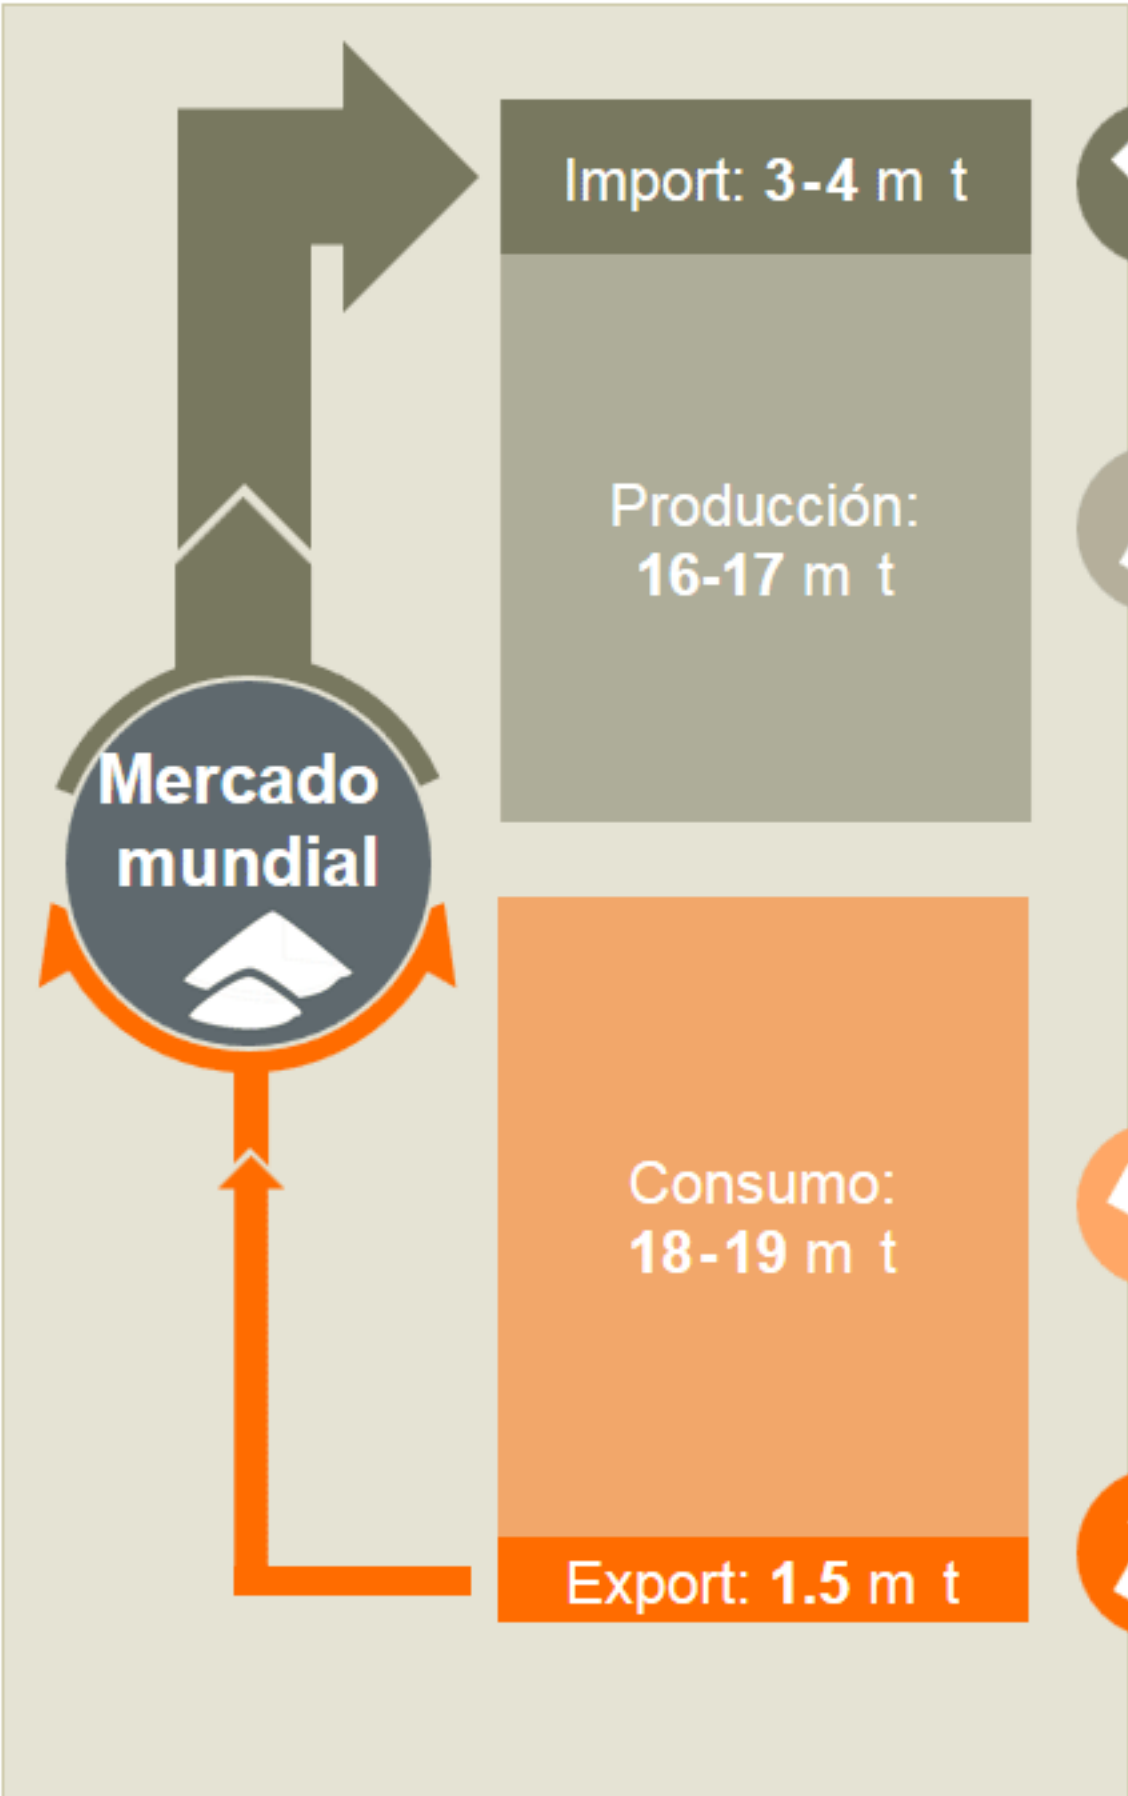 Import: 3-4 m t
Producción:
16-17 m t
Mercado
mundial
Consumo:
18-19 m t
Export: 1.5 m t